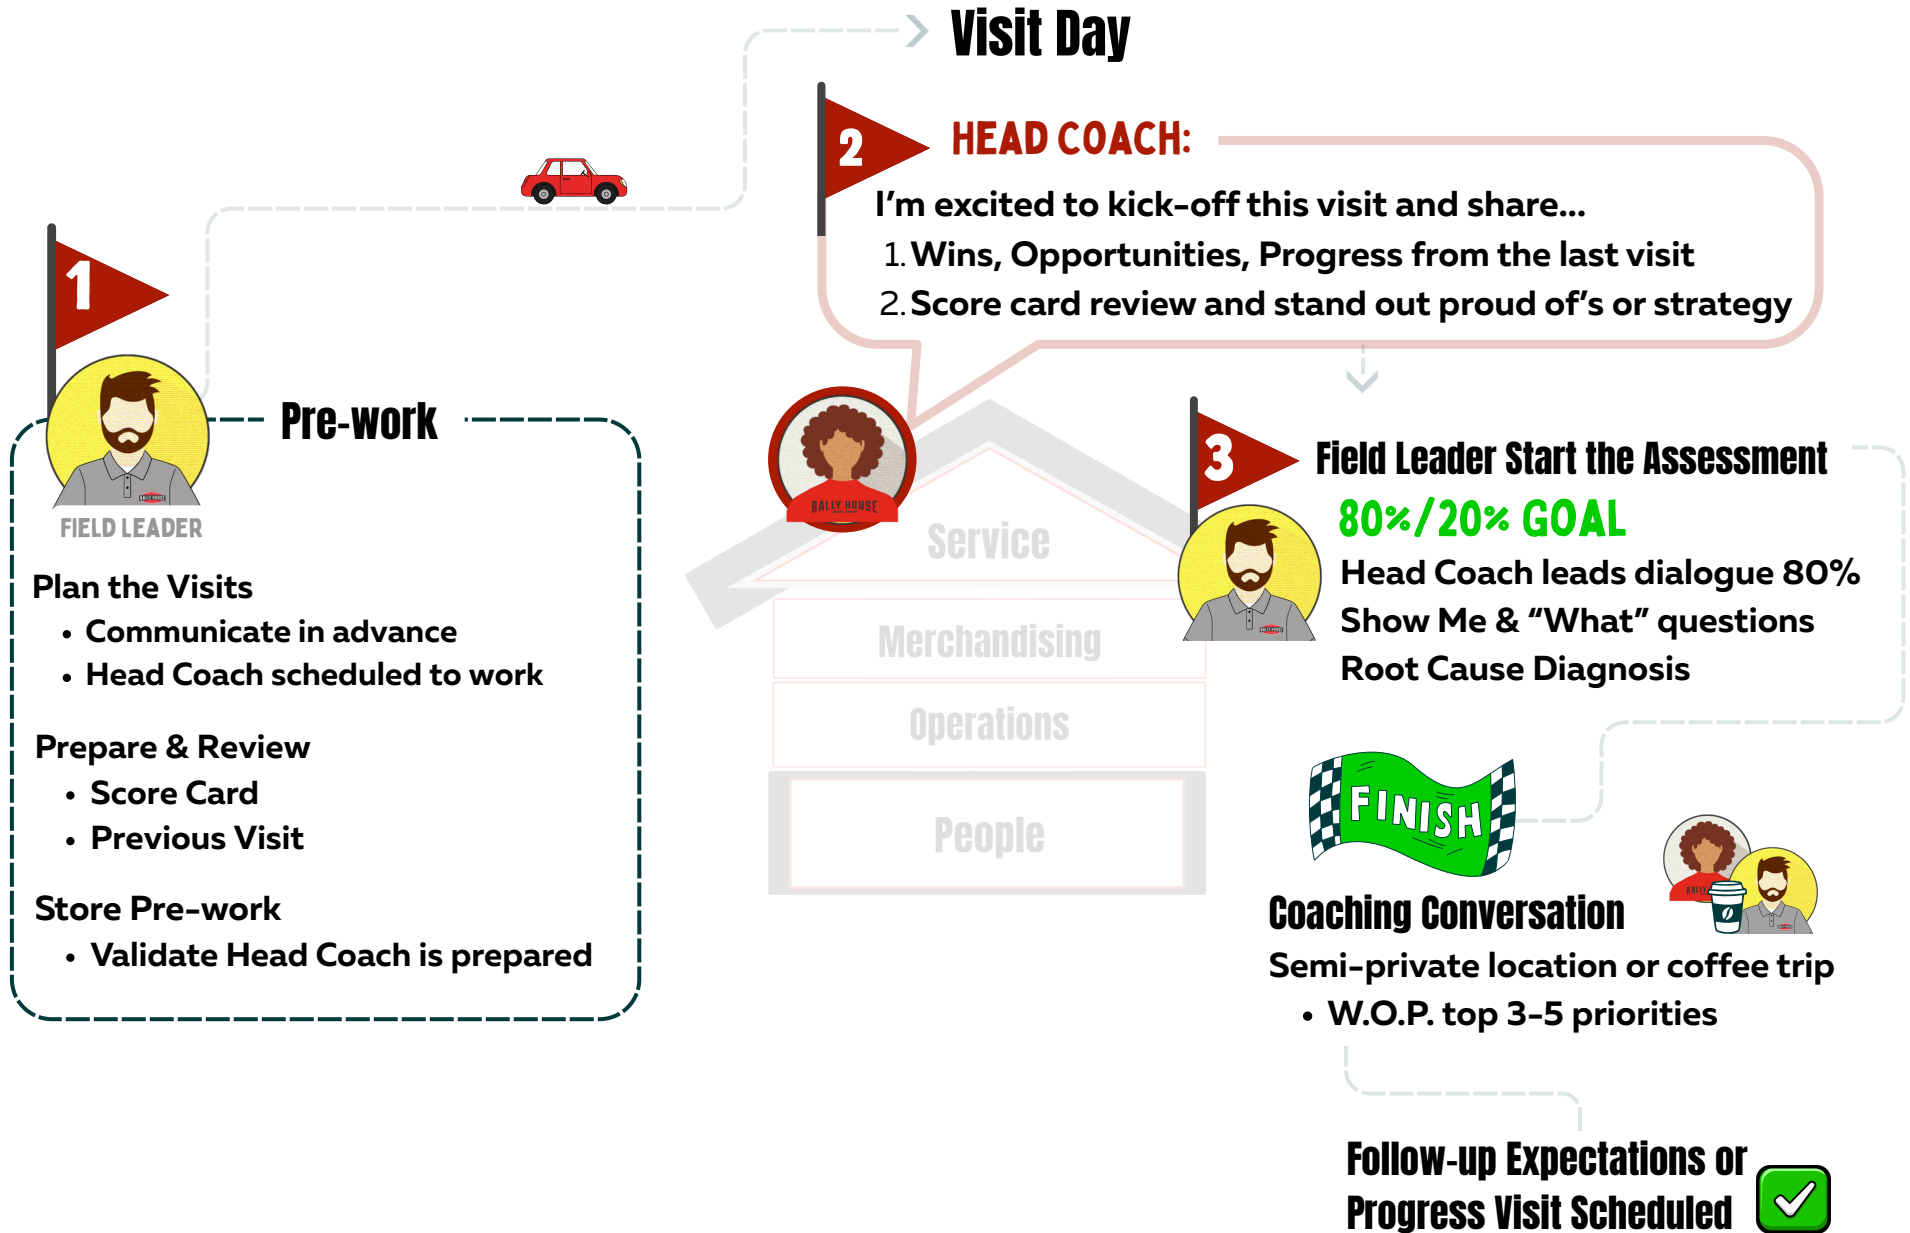 Visit Day
1
Pre-work
FIELD LEADER
Plan the Visits
• Communicate in advance
• Head Coach scheduled to work
Prepare & Review
• Score Card
• Previous Visit
Store Pre-work
• Validate Head Coach is prepared
2
HEAD COACH:
I'm excited to kick-off this visit and share...
1. Wins, Opportunities, Progress from the last visit
2. Score card review and stand out proud of's or strategy
RALLY HOUSE
Service
Merchandising
Operations
People
3
Field Leader Start the Assessment
80%/20% GOAL
Head Coach leads dialogue 80%
Show Me & “What” questions
Root Cause Diagnosis
FINISH
Coaching Conversation
Semi-private location or coffee trip
• W.O.P. top 3-5 priorities
Follow-up Expectations or
Progress Visit Scheduled